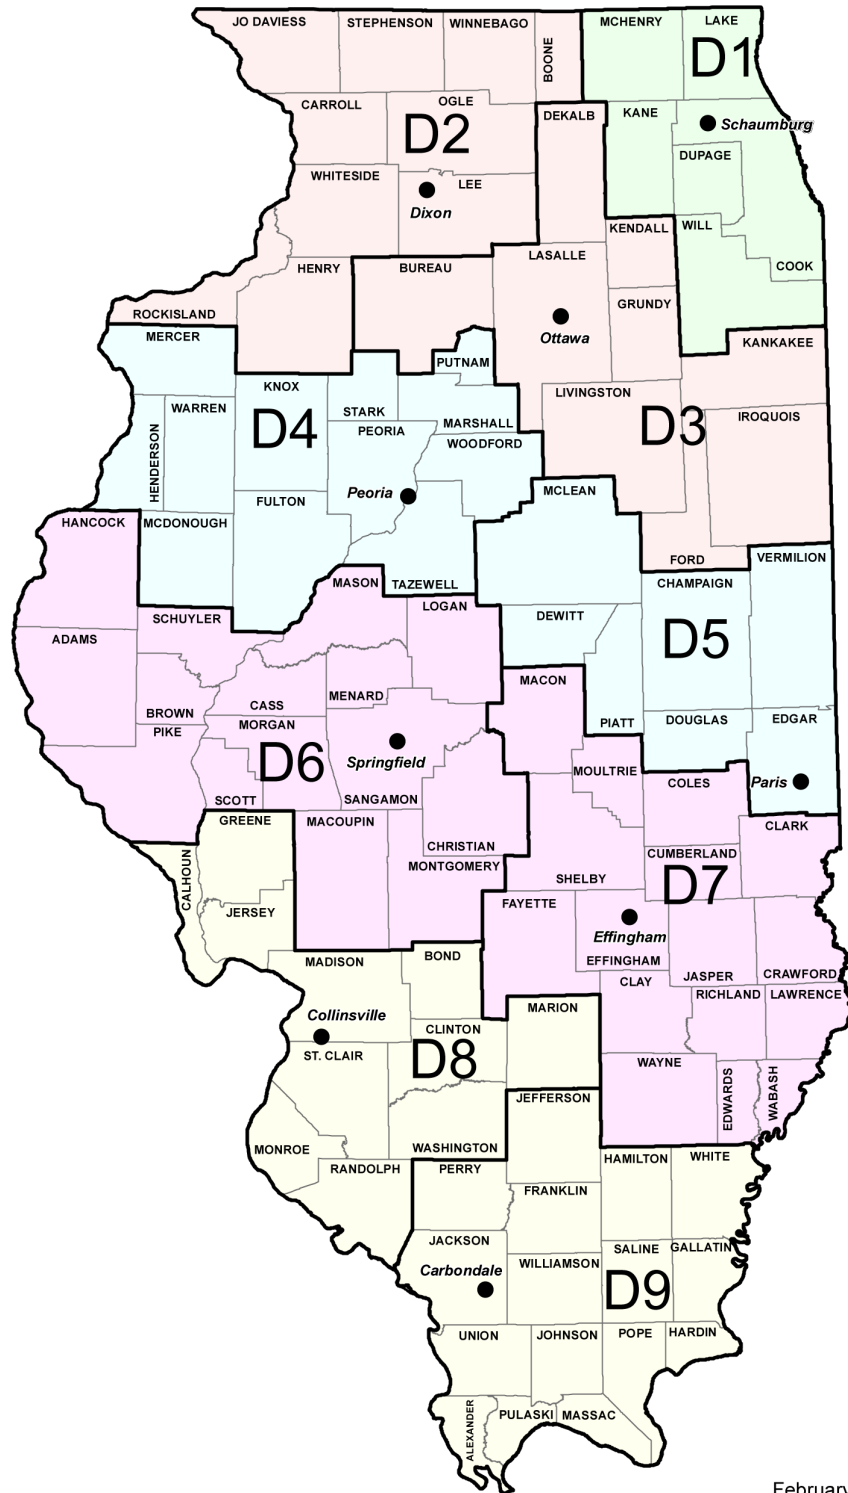 JO DAVIESS
STEPHENSON
WINNEBAGO
BOONE
MCHENRY
LAKE
D1
CARROLL
OGLE
D2
DEKALB
KANE
Schaumburg
DUPAGE
WHITESIDE
LEE
Dixon
KENDALL
WILL
COOK
HENRY
BUREAU
LASALLE
GRUNDY
ROCKISLAND
Ottawa
MERCER
PUTNAM
KANKAKEE
KNOX
LIVINGSTON
WARREN
HENDERSON
D4
STARK
MARSHALL
D3
IROQUOIS
PEORIA
WOODFORD
Peoria
MCLEAN
FULTON
HANCOCK
MCDONOUGH
FORD
VERMILION
MASON
TAZEWELL
CHAMPAIGN
SCHUYLER
LOGAN
DEWITT
ADAMS
D5
MACON
MENARD
CASS
BROWN
MORGAN
PIATT
DOUGLAS
EDGAR
PIKE
D6
Springfield
MOULTRIE
COLES
Paris
SCOTT
SANGAMON
GREENE
MACOUPIN
CLARK
CHRISTIAN
CUMBERLAND
MONTGOMERY
CALHOUN
SHELBY
D7
FAYETTE
JERSEY
Effingham
EFFINGHAM
MADISON
BOND
JASPER
CRAWFORD
CLAY
RICHLAND
LAWRENCE
MARION
Collinsville
CLINTON
ST. CLAIR
D8
WAYNE
EDWARDS
WABASH
JEFFERSON
MONROE
WASHINGTON
HAMILTON
WHITE
RANDOLPH
PERRY
FRANKLIN
JACKSON
SALINE
GALLATIN
Carbondale
WILLIAMSON
D9
UNION
JOHNSON
POPE
HARDIN
ALEXANDER
PULASKI
MASSAC
February